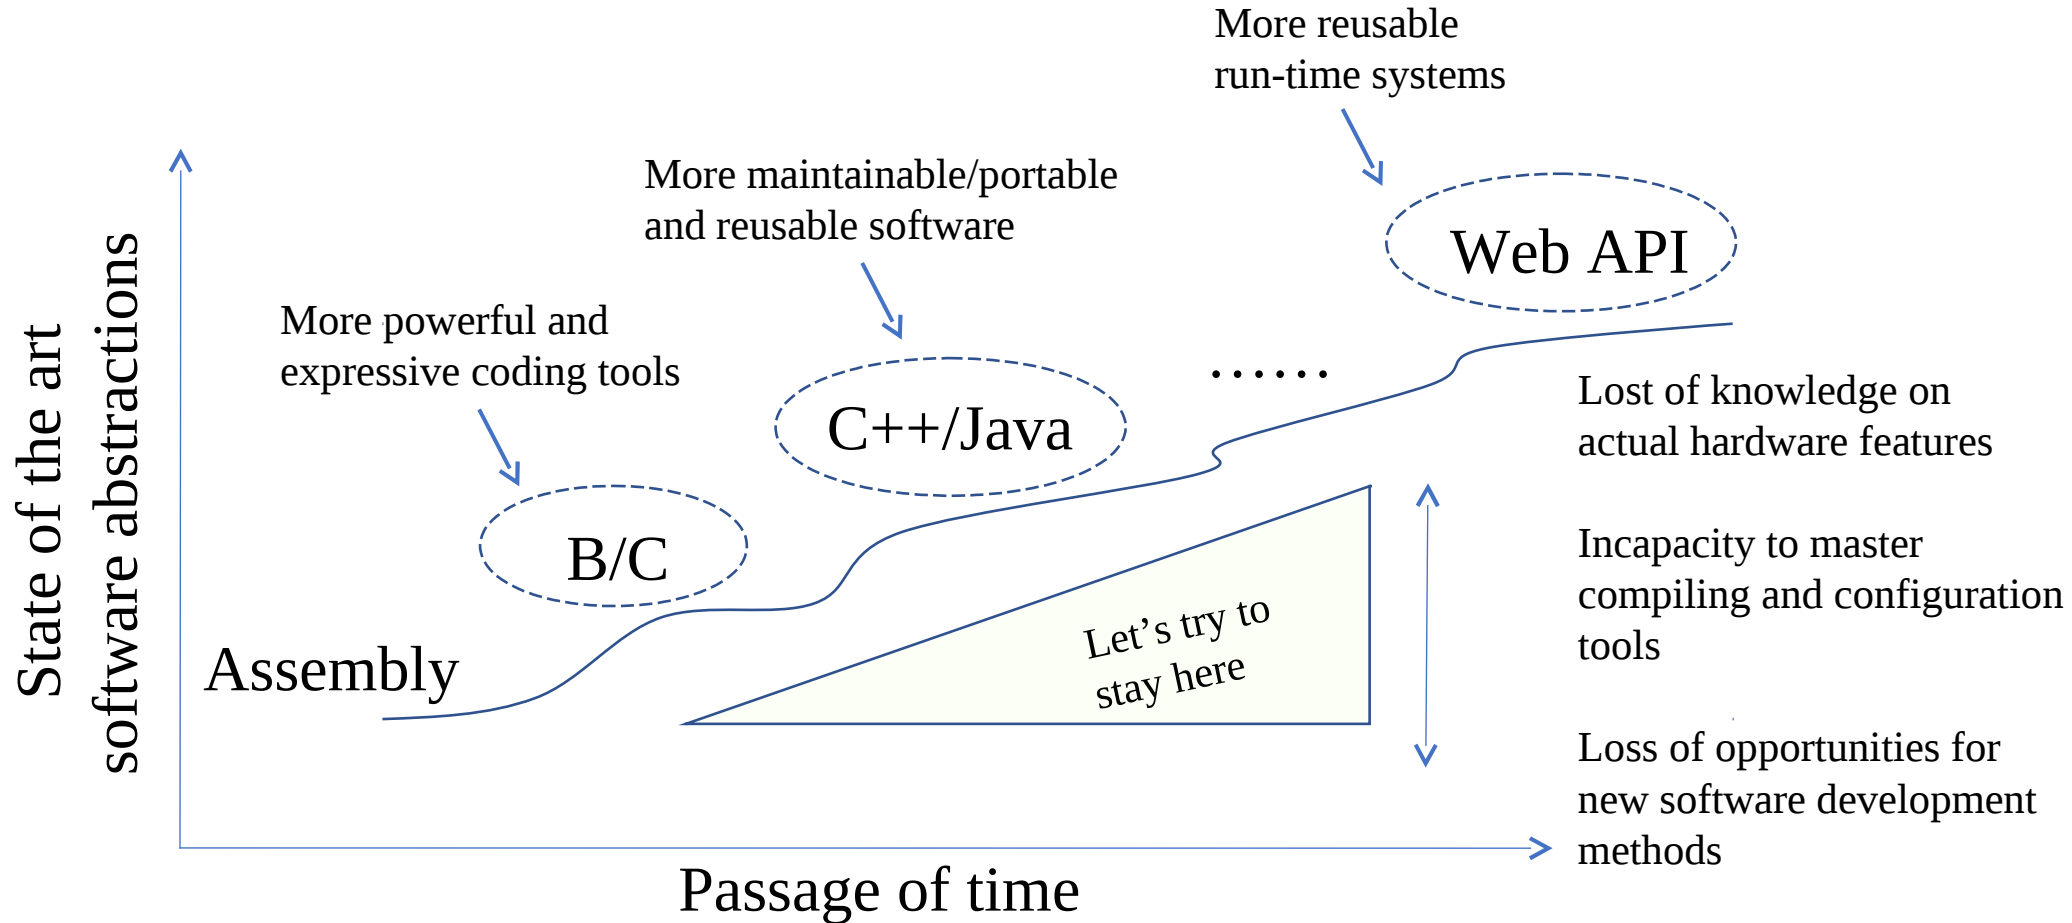 More reusable
run-time systems
More maintainable/portable
and reusable software
Web API
More powerful and
expressive coding tools
......
C++/Java
B/C
Assembly
Let’s try to
stay here
Lost of knowledge on
actual hardware features
Incapacity to master
compiling and configuration
tools
Loss of opportunities for
new software development
methods
State of the art
software abstractions
Passage of time